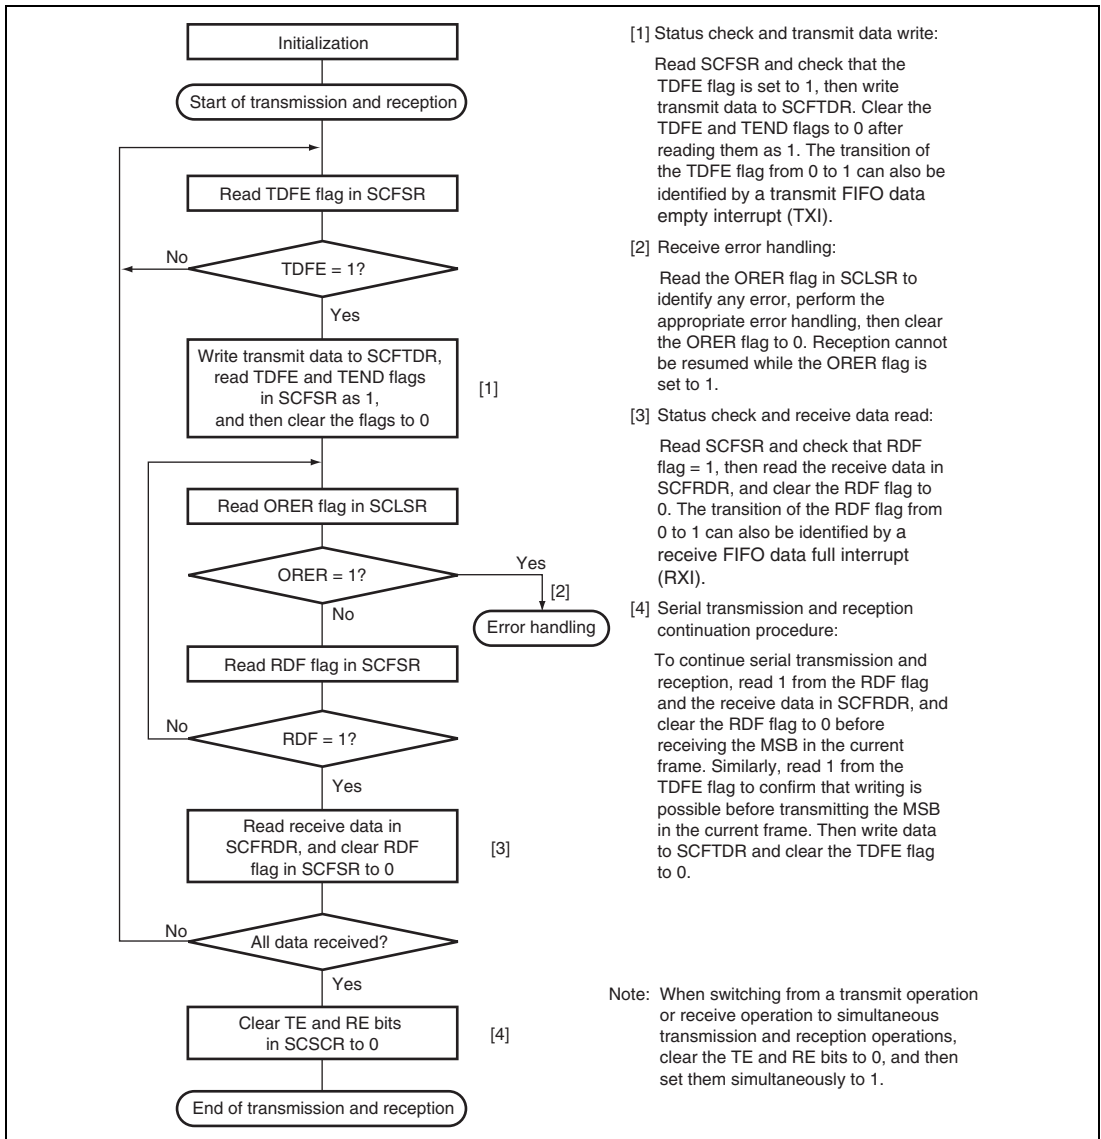 Initialization
Start of transmission and reception
Read TDFE flag in SCFSR
No
TDFE = 1?
Yes
Write transmit data to SCFTDR,
read TDFE and TEND flags
in SCFSR as 1,
and then clear the flags to 0
[1]
Read ORER flag in SCLSR
ORER = 1?
Yes
[2]
Error handling
No
Read RDF flag in SCFSR
No
RDF = 1?
Yes
Read receive data in
SCFRDR, and clear RDF
flag in SCFSR to 0
[3]
No
All data received?
Yes
Clear TE and RE bits
in SCSCR to 0
[4]
End of transmission and reception
[1] Status check and transmit data write:
Read SCFSR and check that the
TDFE flag is set to 1, then write
transmit data to SCFTDR. Clear the
TDFE and TEND flags to 0 after
reading them as 1. The transition of
the TDFE flag from 0 to 1 can also be
identified by a transmit FIFO data
empty interrupt (TXI).
[2] Receive error handling:
Read the ORER flag in SCLSR to
identify any error, perform the
appropriate error handling, then clear
the ORER flag to 0. Reception cannot
be resumed while the ORER flag is
set to 1.
[3] Status check and receive data read:
Read SCFSR and check that RDF
flag = 1, then read the receive data in
SCFRDR, and clear the RDF flag to
0. The transition of the RDF flag from
0 to 1 can also be identified by a
receive FIFO data full interrupt
(RXI).
[4] Serial transmission and reception
continuation procedure:
To continue serial transmission and
reception, read 1 from the RDF flag
and the receive data in SCFRDR, and
clear the RDF flag to 0 before
receiving the MSB in the current
frame. Similarly, read 1 from the
TDFE flag to confirm that writing is
possible before transmitting the MSB
in the current frame. Then write data
to SCFTDR and clear the TDFE flag
to 0.
Note: When switching from a transmit operation
or receive operation to simultaneous
transmission and reception operations,
clear the TE and RE bits to 0, and then
set them simultaneously to 1.